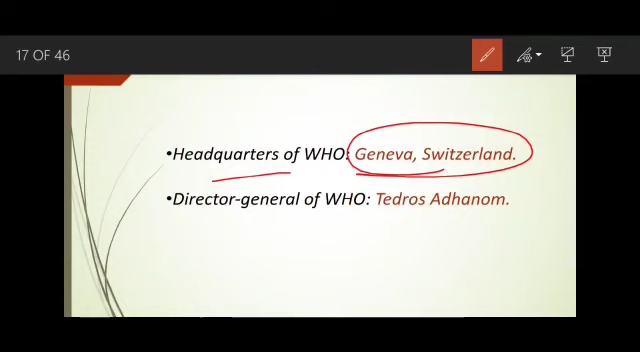 17 OF 46
•Headquarters of WHO: Geneva, Switzerland.
•Director-general of WHO: Tedros Adhanom.